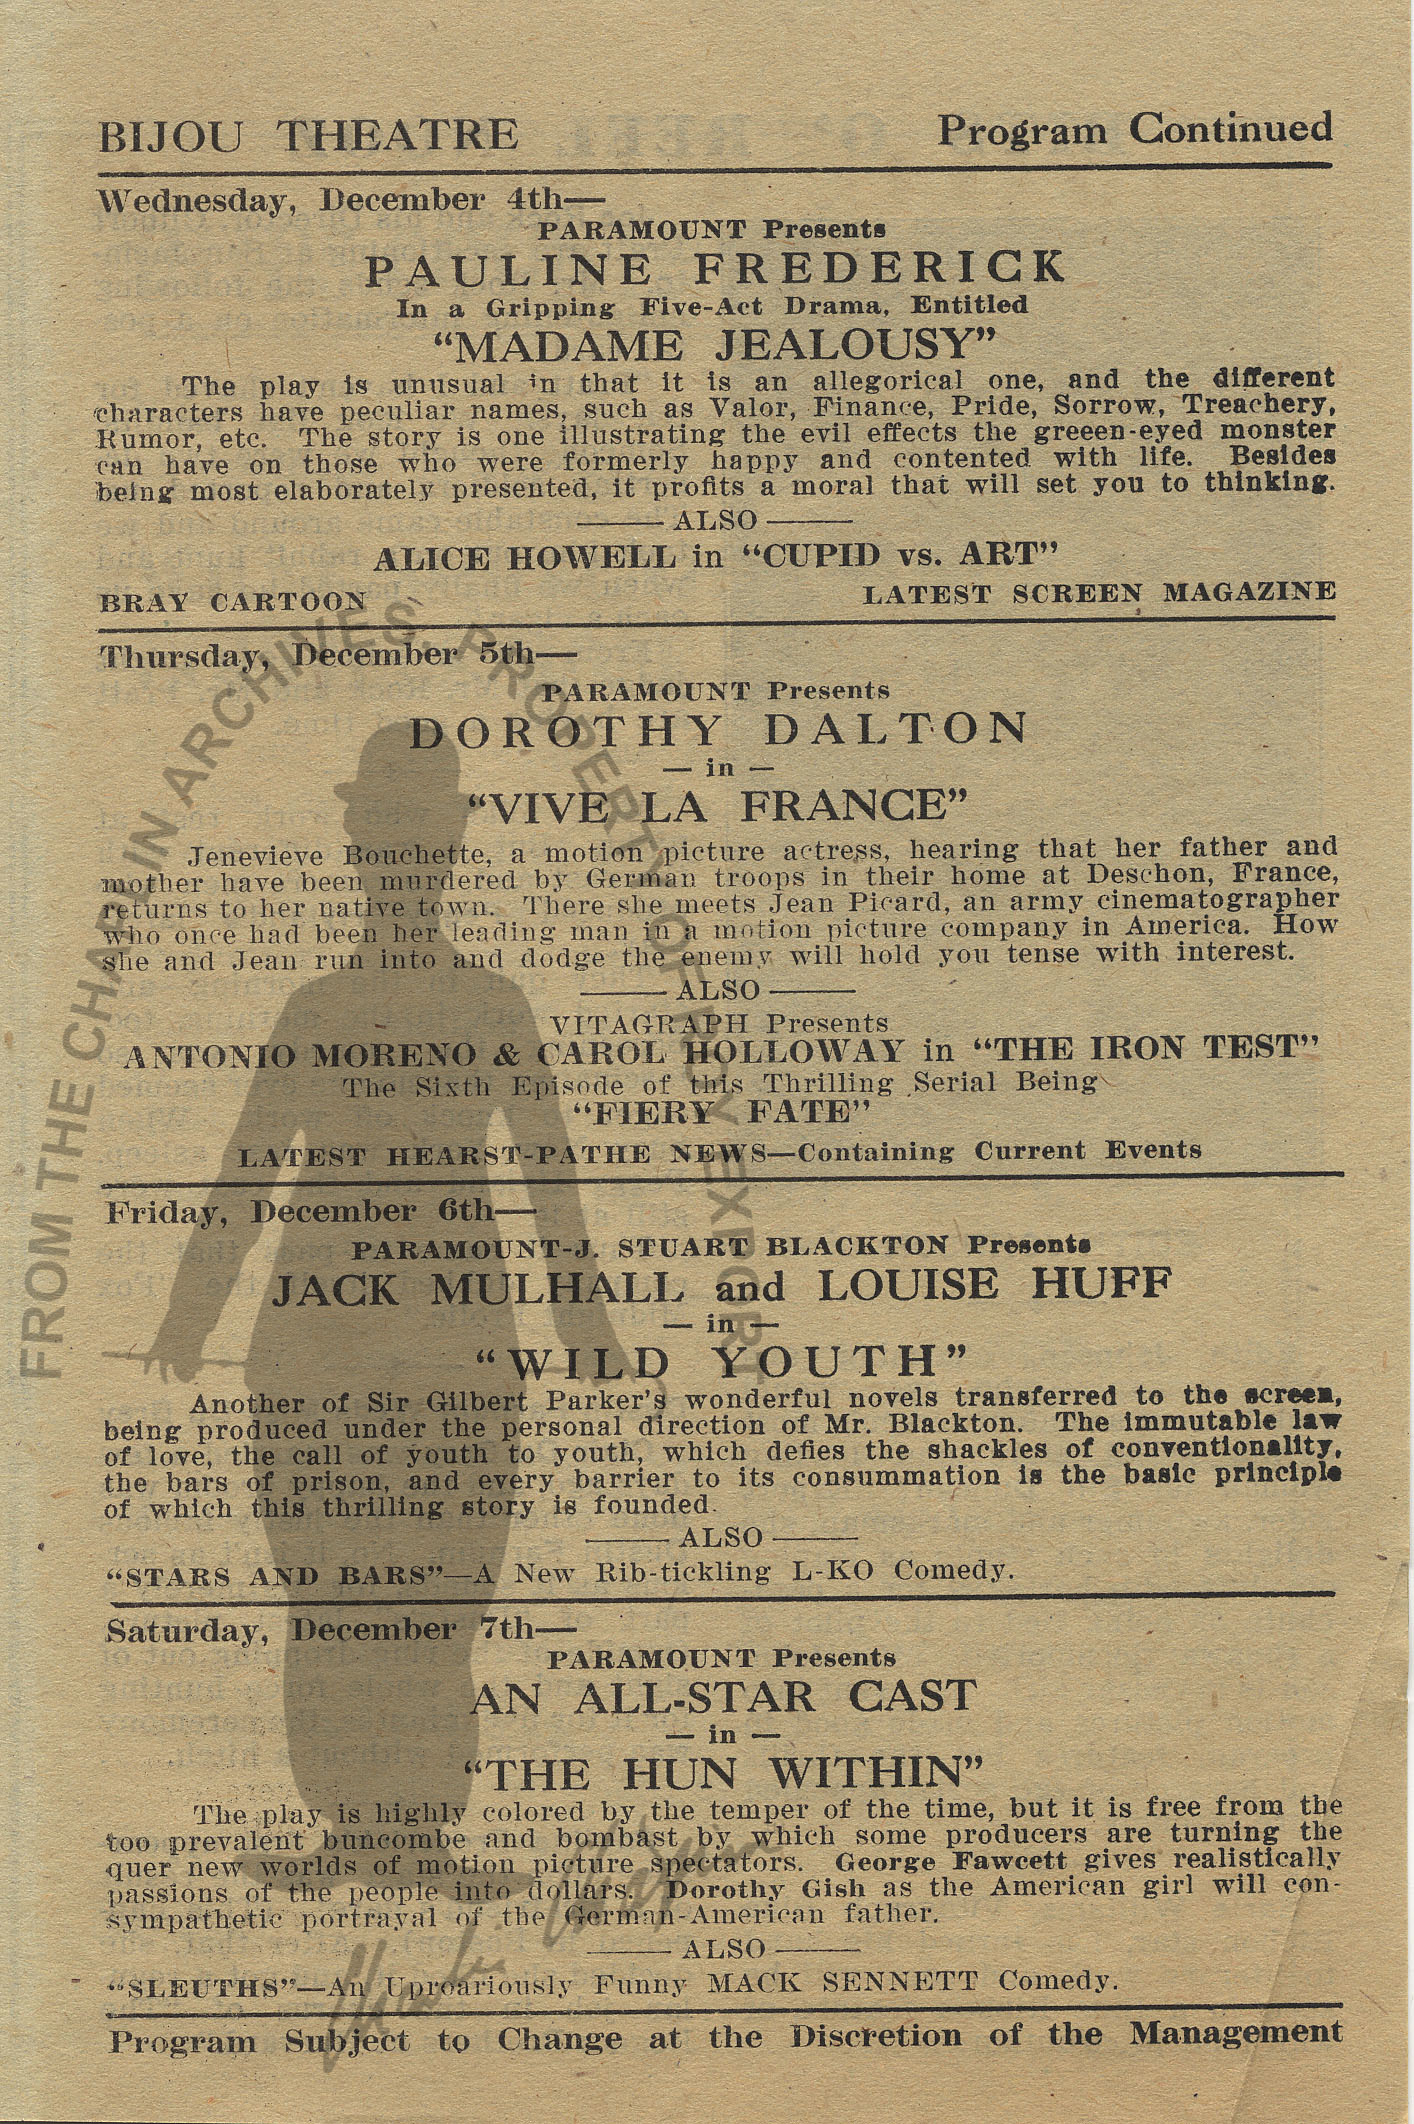 BIJOU THEATRE Program Continued
Wednesday, December 4th—
PARAMOUNT Presents
PAULINE FREDERICK
In a Gripping Five-Act Drama, Entitled
“MADAME JEALOUSY”
The play is unusual in that it is an allegorical one, and the different
characters have peculiar names, such as Valor, Finance, Pride, Sorrow, Treachery,
Rumor, etc. The story is one illustrating the evil effects the greeen-eyed monster
can have on those who were formerly happy and contented with life. Besides
being most elaborately presented, it profits a moral that will set you to thinking.
—— ALSO ——
ALICE HOWELL in “CUPID vs. ART”
BRAY CARTOON LATEST SCREEN MAGAZINE
Thursday, December 5th—
PARAMOUNT Presents
DOROTHY DALTON
— in —
“VIVE LA FRANCE”
Jenevieve Bouchette, a motion picture actress, hearing that her father and
mother have been murdered by German troops in their home at Deschon, France,
returns to her native town. There she meets Jean Picard, an army cinematographer
who once had been her leading man in a motion picture company in America. How
she and Jean run into and dodge the enemy will hold you tense with interest.
—— ALSO ——
VITAGRAPH Presents
ANTONIO MORENO & CAROL HOLLOWAY in “THE IRON TEST”
The Sixth Episode of this Thrilling Serial Being
“FIERY FATE”
LATEST HEARST-PATHE NEWS—Containing Current Events
Friday, December 6th—
PARAMOUNT-J. STUART BLACKTON Presents
JACK MULHALL and LOUISE HUFF
— in —
“WILD YOUTH”
Another of Sir Gilbert Parker’s wonderful novels transferred to the screen,
being produced under the personal direction of Mr. Blackton. The immutable law
of love, the call of youth to youth, which defies the shackles of conventionality,
the bars of prison, and every barrier to its consummation is the basic principle
of which this thrilling story is founded.
—— ALSO ——
“STARS AND BARS”—A New Rib-tickling L-KO Comedy.
Saturday, December 7th—
PARAMOUNT Presents
AN ALL-STAR CAST
— in —
“THE HUN WITHIN”
The play is highly colored by the temper of the time, but it is free from the
too prevalent buncombe and bombast by which some producers are turning the
quer new worlds of motion picture spectators. George Fawcett gives realistically
passions of the people into dollars. Dorothy Gish as the American girl will con-
sympathetic portrayal of the German-American father.
—— ALSO ——
“SLEUTHS”—An Uproariously Funny MACK SENNETT Comedy.
Program Subject to Change at the Discretion of the Management
FROM THE CHAPLIN ARCHIVES. PROPERTY OF ROY EXPORT
Charlie Chaplin